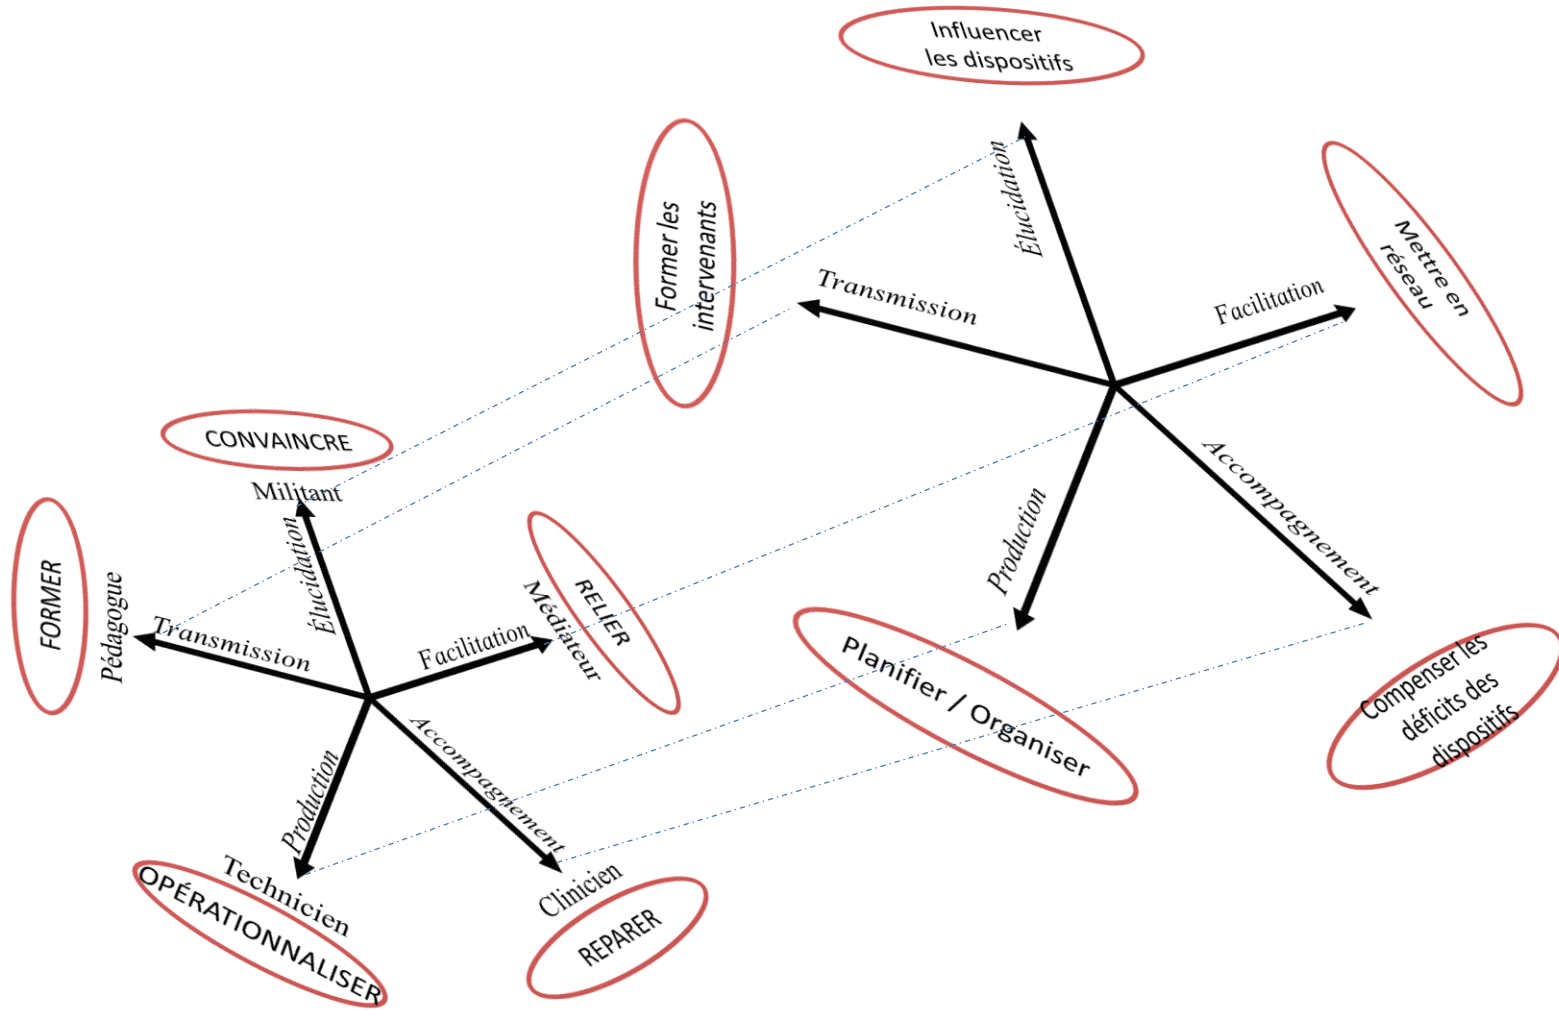 Influencer
les dispositifs
Former les
intervenants
Élucidation
Transmission
Facilitation
Mettre en
réseau
Accompagnement
Production
Planifier / Organiser
Compenser les
déficits des
dispositifs
CONVAINCRE
Militant
FORMER
Pédagogue
Élucidation
Transmission
Facilitation
RELIER
Médiateur
Accompagnement
Production
Technicien
OPÉRATIONNALISER
Clinicien
REPARER